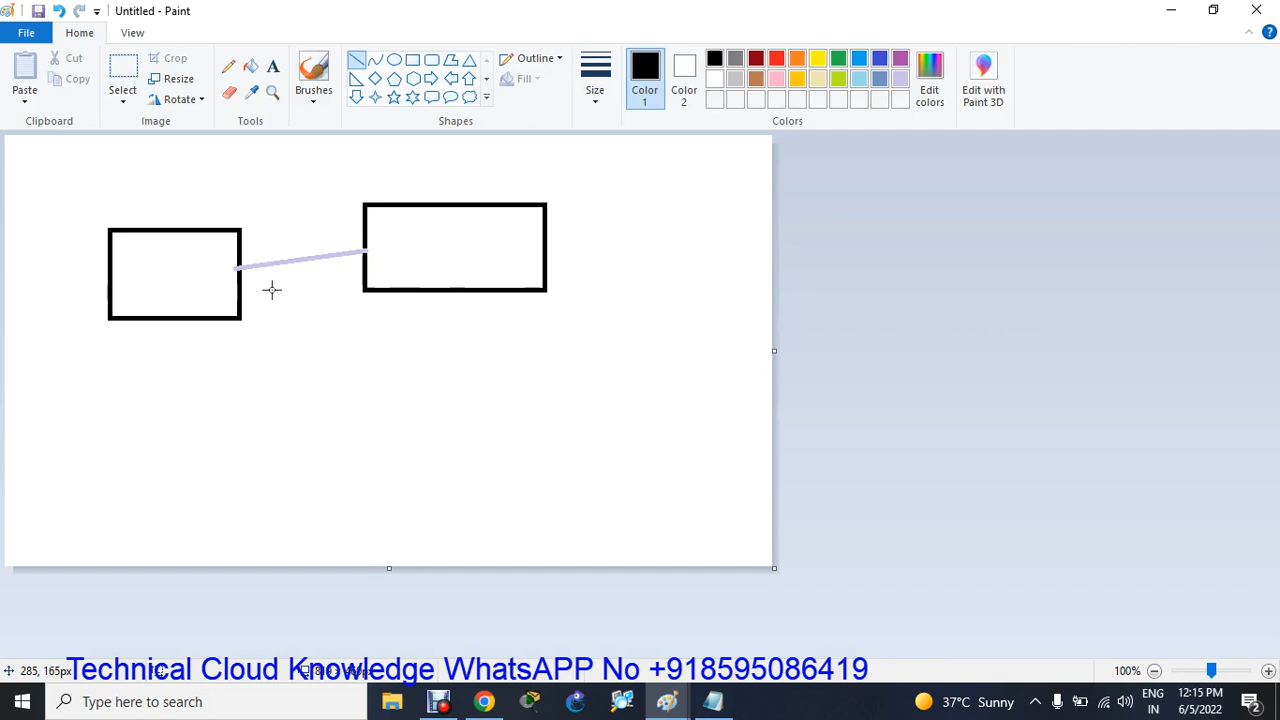 Untitled - Paint
File
Home
View
Paste
Cut
Copy
Clipboard
Select
Crop
Resize
Rotate
Image
A
Tools
Brushes
Shapes
Outline
Fill
Size
Color 1
Color 2
Edit colors
Colors
Edit with Paint 3D
285, 165px
100%
Technical Cloud Knowledge WhatsAPP No +918595086419
Type here to search
37°C Sunny
ENG IN
12:15 PM
6/5/2022
2